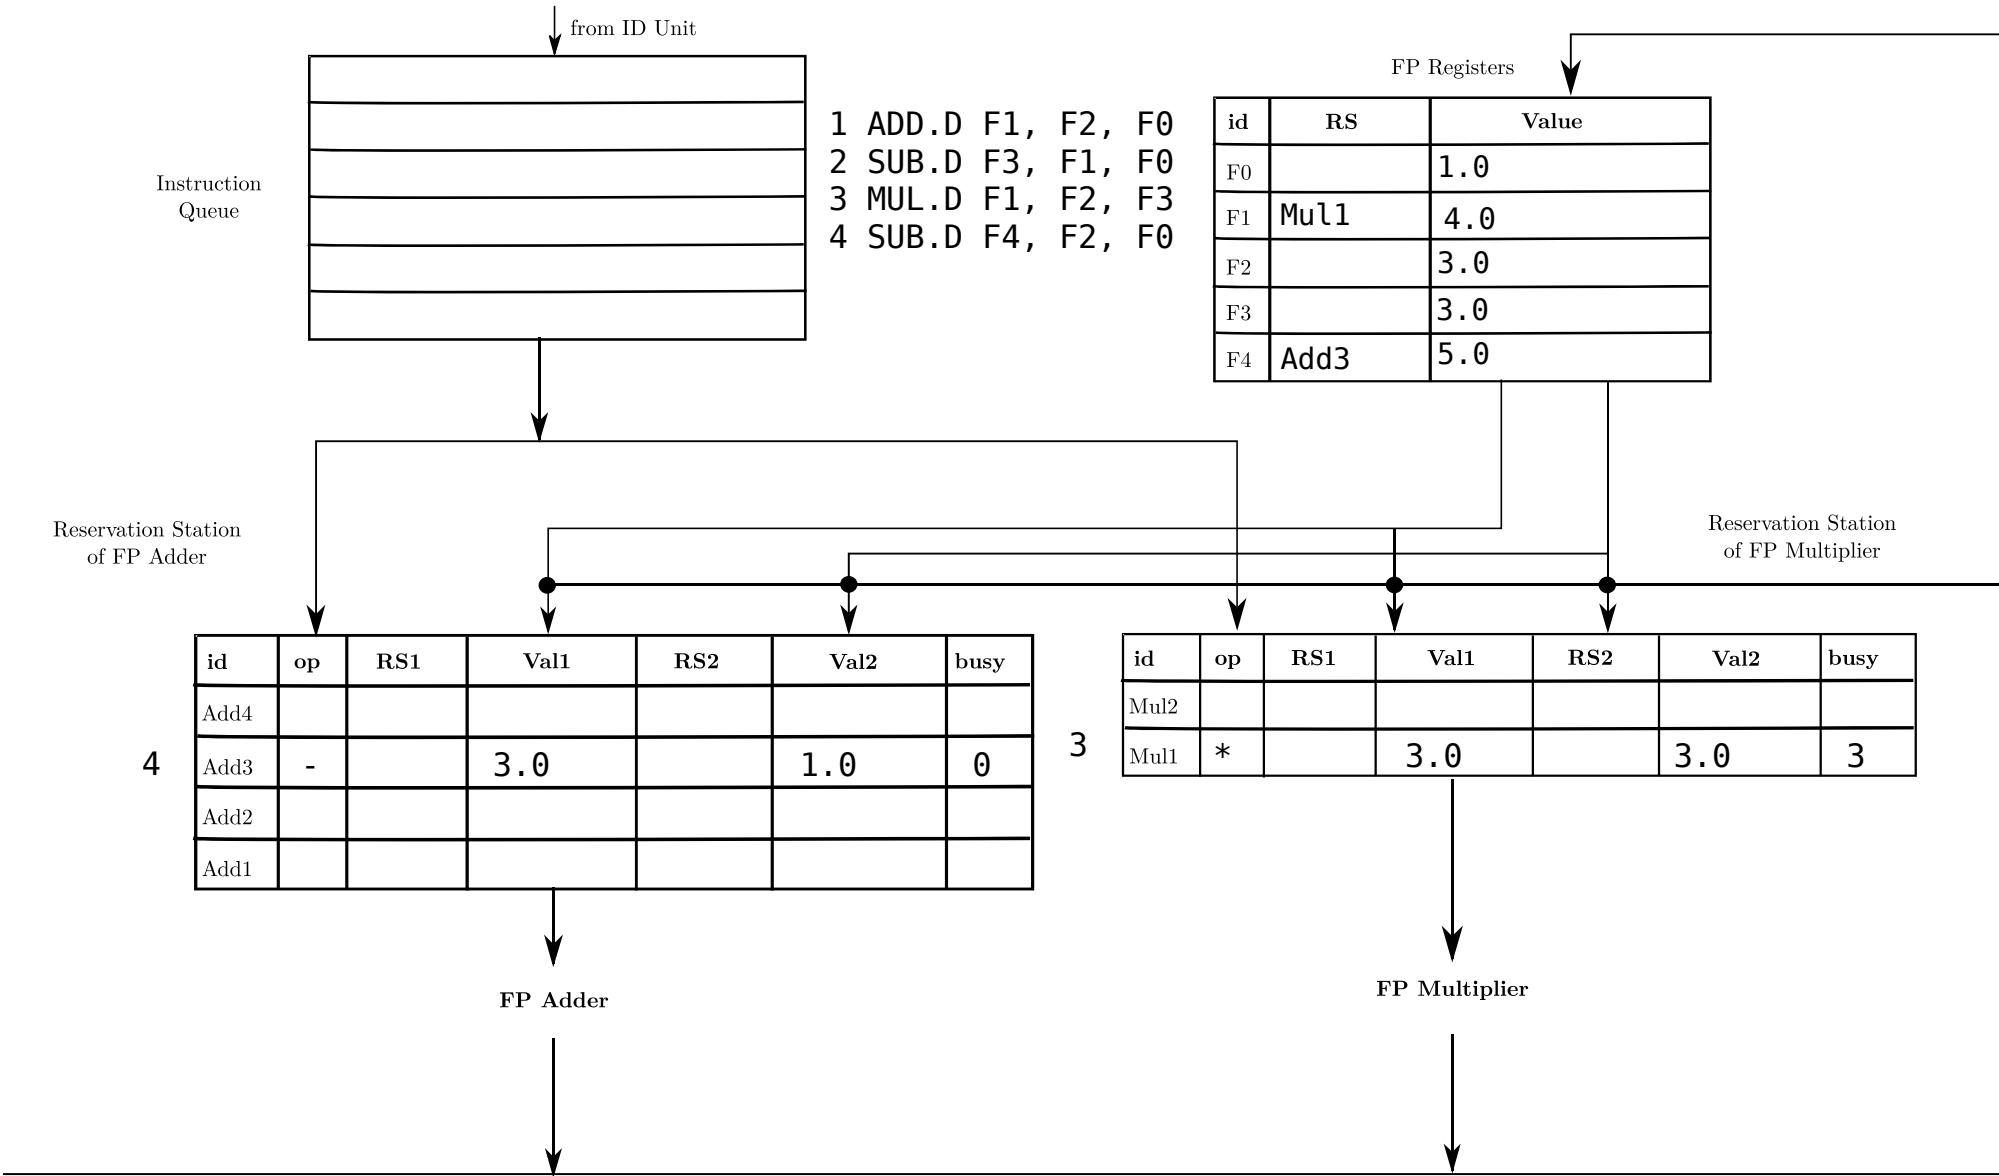 from ID Unit
FP Registers
Instruction
Queue
1 ADD.D F1, F2, F0
2 SUB.D F3, F1, F0
3 MUL.D F1, F2, F3
4 SUB.D F4, F2, F0
id RS Value
F0 1.0
F1 Mul1 4.0
F2 3.0
F3 3.0
F4 Add3 5.0
Reservation Station
of FP Adder
Reservation Station
of FP Multiplier
id op RS1 Val1 RS2 Val2 busy
Add4
4 Add3 - 3.0 1.0 0
Add2
Add1
id op RS1 Val1 RS2 Val2 busy
Mul2
3 Mul1 * 3.0 3.0 3
FP Adder
FP Multiplier